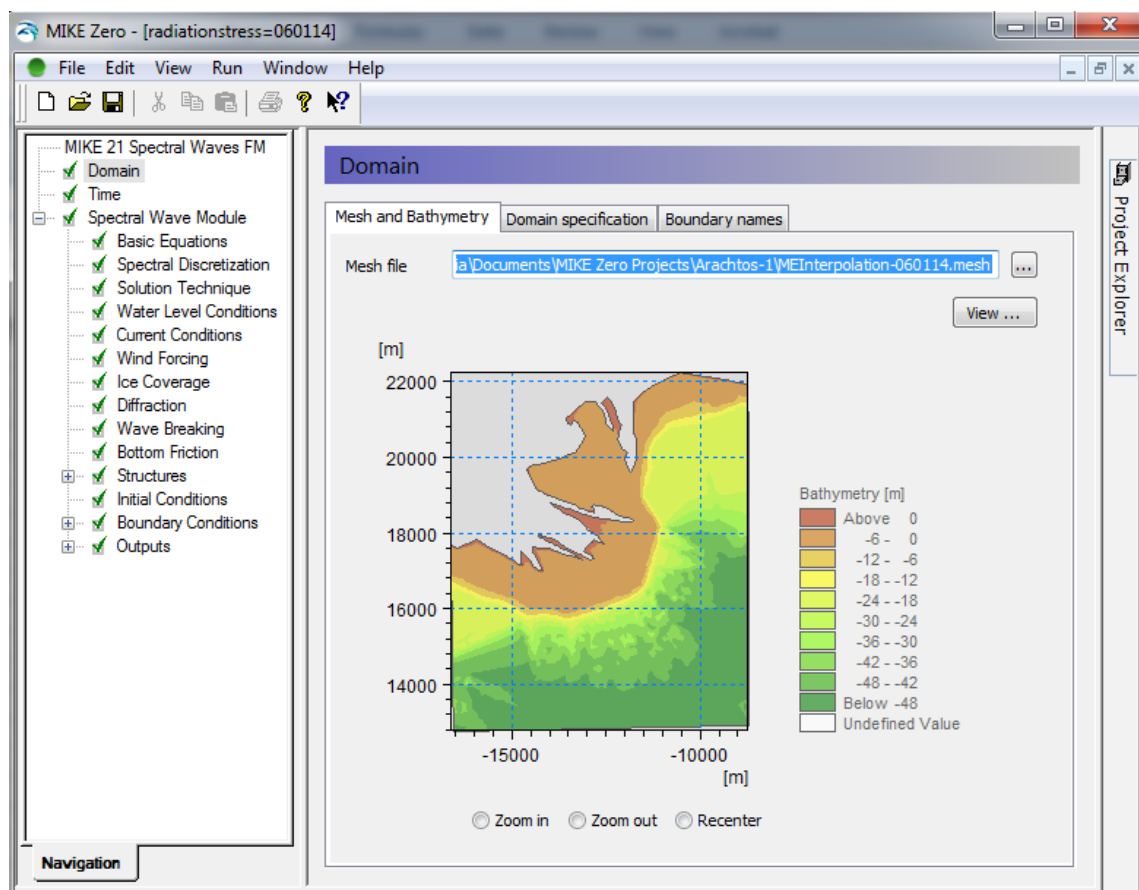 MIKE Zero - [radiationstress=060114]
File Edit View Run Window Help
MIKE 21 Spectral Waves FM
Domain
Time
Spectral Wave Module
Basic Equations
Spectral Discretization
Solution Technique
Water Level Conditions
Current Conditions
Wind Forcing
Ice Coverage
Diffraction
Wave Breaking
Bottom Friction
Structures
Initial Conditions
Boundary Conditions
Outputs
Navigation
Domain
Mesh and Bathymetry Domain specification Boundary names
Mesh file ia\Documents\MIKE Zero Projects\Arachtos-1\MEInterpolation-060114.mesh ...
View ...
[m]
22000
20000
18000
16000
14000
-15000 -10000
[m]
Bathymetry [m]
Above 0
-6 - 0
-12 - -6
-18 - -12
-24 - -18
-30 - -24
-36 - -30
-42 - -36
-48 - -42
Below -48
Undefined Value
Zoom in Zoom out Recenter
Project Explorer